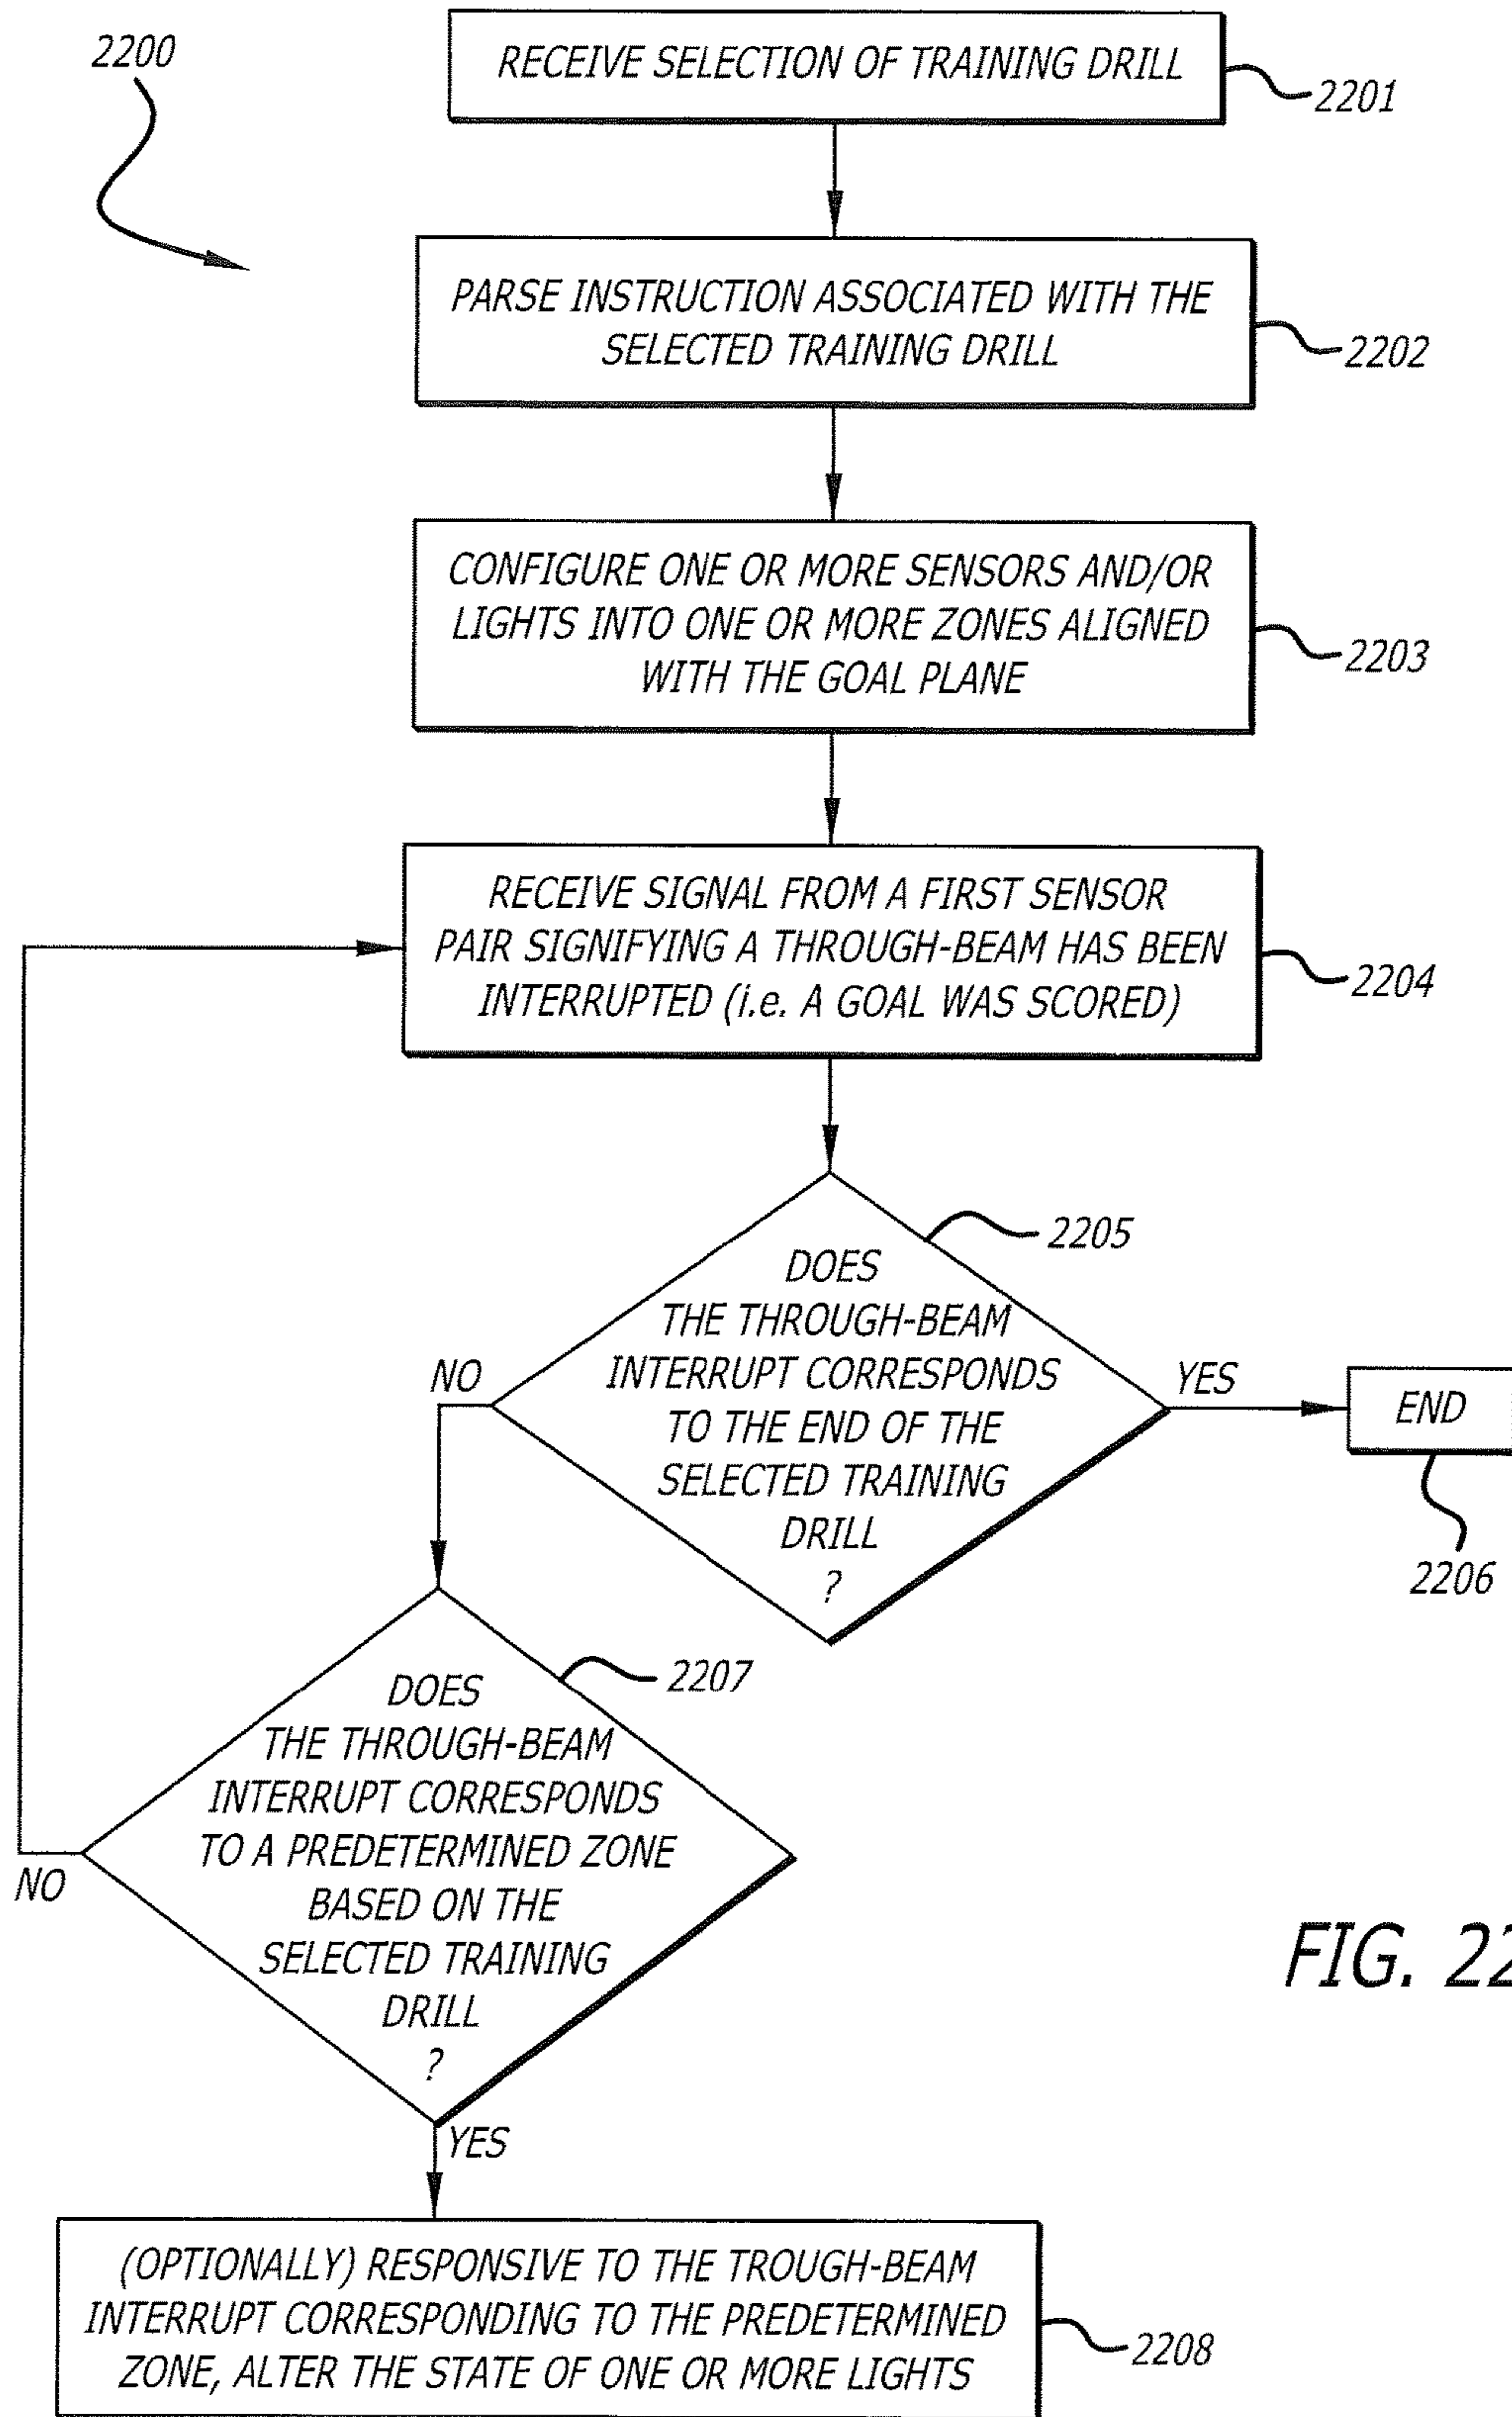 2200
RECEIVE SELECTION OF TRAINING DRILL
2201
PARSE INSTRUCTION ASSOCIATED WITH THE
SELECTED TRAINING DRILL
2202
CONFIGURE ONE OR MORE SENSORS AND/OR
LIGHTS INTO ONE OR MORE ZONES ALIGNED
WITH THE GOAL PLANE
2203
RECEIVE SIGNAL FROM A FIRST SENSOR
PAIR SIGNIFYING A THROUGH-BEAM HAS BEEN
INTERRUPTED (i.e. A GOAL WAS SCORED)
2204
DOES
THE THROUGH-BEAM
INTERRUPT CORRESPONDS
TO THE END OF THE
SELECTED TRAINING
DRILL
?
2205
NO
YES
END
2206
DOES
THE THROUGH-BEAM
INTERRUPT CORRESPONDS
TO A PREDETERMINED ZONE
BASED ON THE
SELECTED TRAINING
DRILL
?
2207
NO
YES
FIG. 22
(OPTIONALLY) RESPONSIVE TO THE TROUGH-BEAM
INTERRUPT CORRESPONDING TO THE PREDETERMINED
ZONE, ALTER THE STATE OF ONE OR MORE LIGHTS
2208